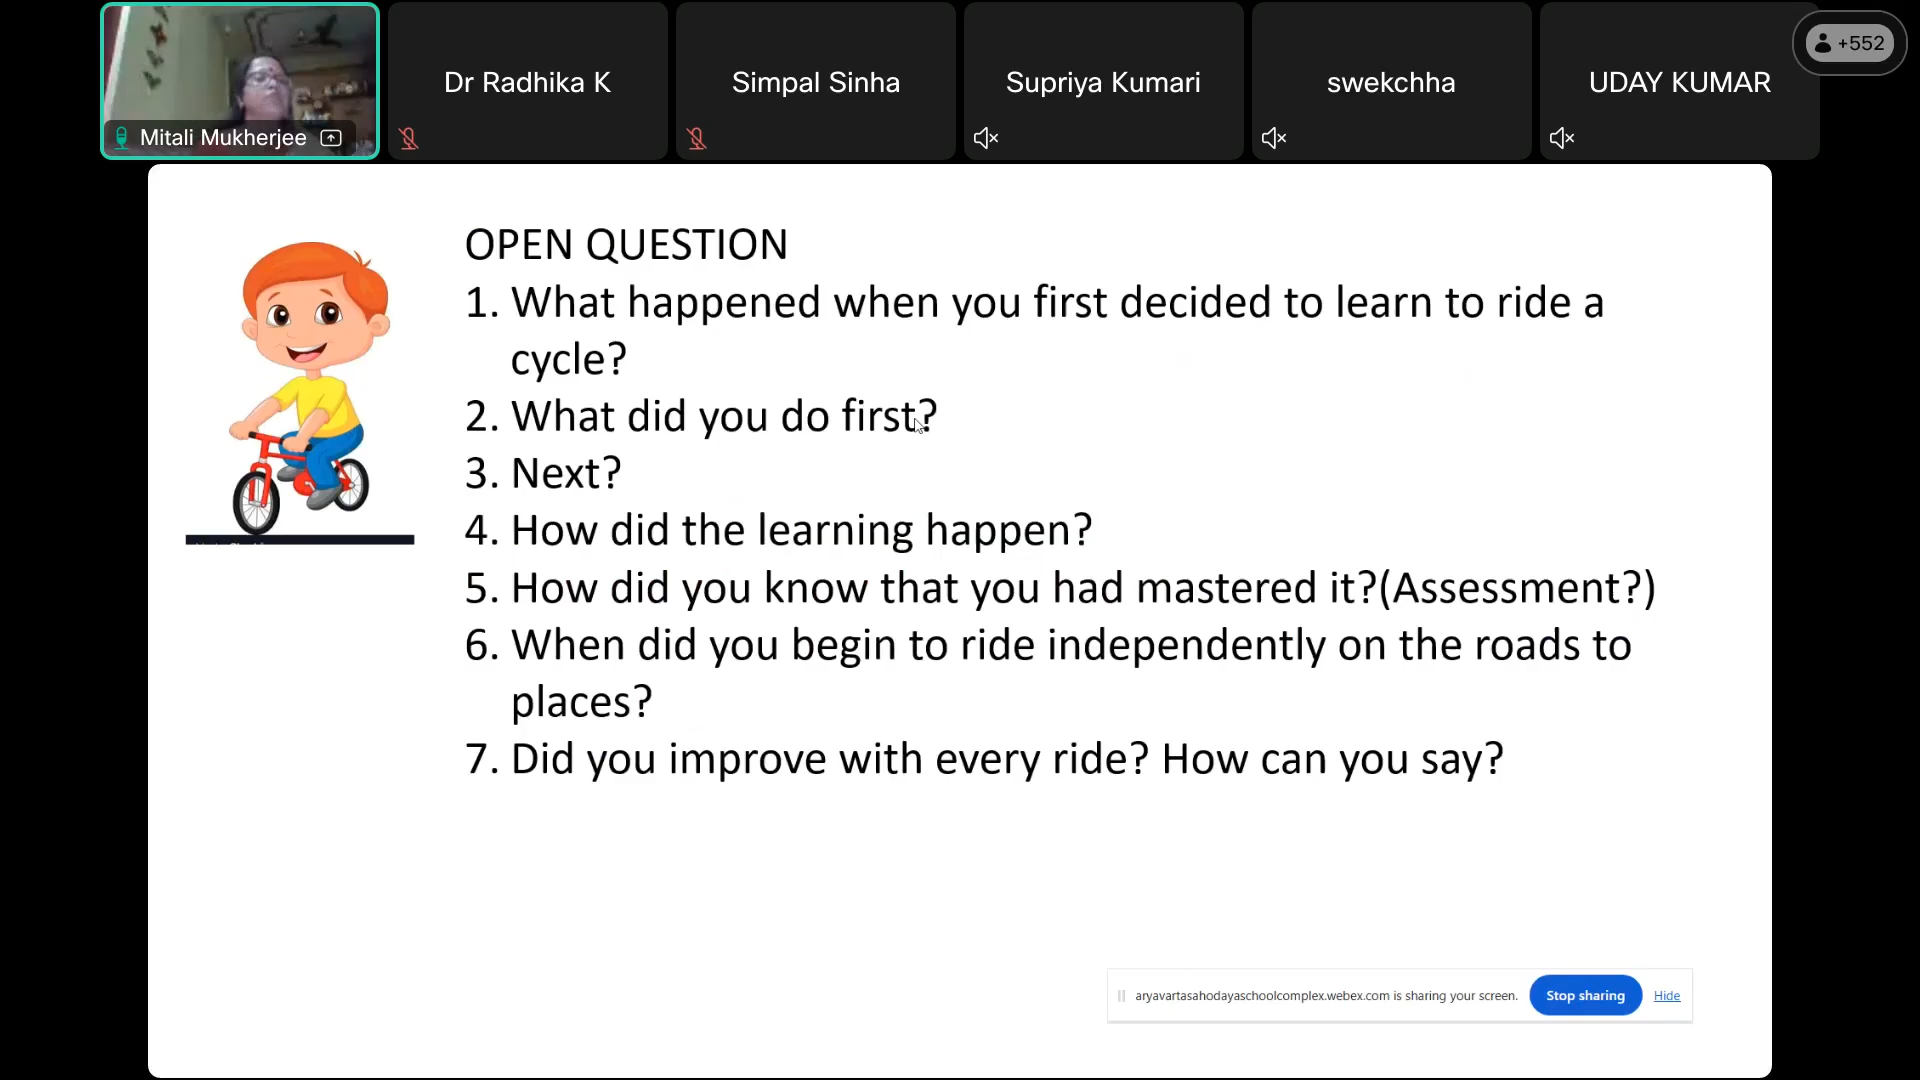 Mitali Mukherjee
Dr Radhika K
Simpal Sinha
Supriya Kumari
swekchha
UDAY KUMAR
+552
OPEN QUESTION
1. What happened when you first decided to learn to ride a
cycle?
2. What did you do first?
3. Next?
4. How did the learning happen?
5. How did you know that you had mastered it?(Assessment?)
6. When did you begin to ride independently on the roads to
places?
7. Did you improve with every ride? How can you say?
aryavartasahodayaschoolcomplex.webex.com is sharing your screen.
Stop sharing
Hide